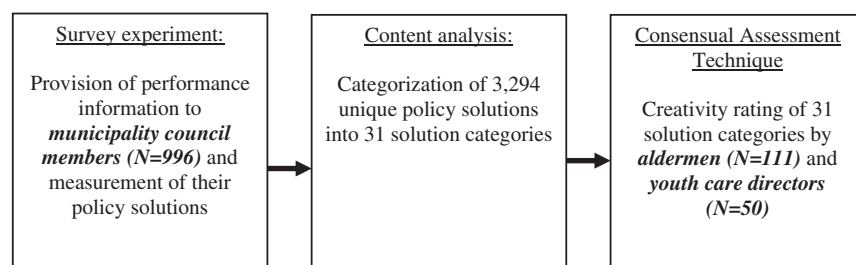 Survey experiment:
Provision of performance
information to
municipality council
members (N=996) and
measurement of their
policy solutions
Content analysis:
Categorization of 3,294
unique policy solutions
into 31 solution categories
Consensual Assessment
Technique
Creativity rating of 31
solution categories by
aldermen (N=111) and
youth care directors
(N=50)